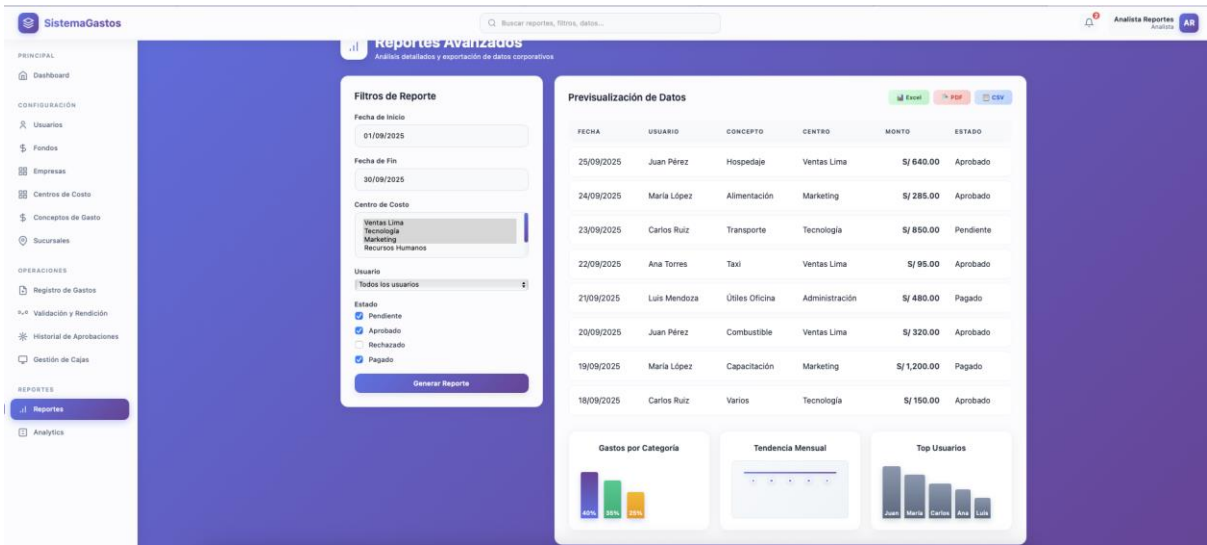 SistemaGastos
Buscar reportes, filtros, datos...
2
Analista Reportes
Analista
AR
PRINCIPAL
Dashboard
CONFIGURACIÓN
Usuarios
Fondos
Empresas
Centros de Costo
Conceptos de Gasto
Sucursales
OPERACIONES
Registro de Gastos
Validación y Rendición
Historial de Aprobaciones
Gestión de Cajas
REPORTES
Reportes
Analytics
Reportes Avanzados
Análisis detallados y exportación de datos corporativos
Filtros de Reporte
Fecha de Inicio
01/09/2025
Fecha de Fin
30/09/2025
Centro de Costo
Ventas Lima
Tecnología
Marketing
Recursos Humanos
Usuario
Todos los usuarios
Estado
Pendiente
Aprobado
Rechazado
Pagado
Generar Reporte
Previsualización de Datos
Excel PDF CSV
FECHA USUARIO CONCEPTO CENTRO MONTO ESTADO
25/09/2025 Juan Pérez Hospedaje Ventas Lima S/ 640.00 Aprobado
24/09/2025 María López Alimentación Marketing S/ 285.00 Aprobado
23/09/2025 Carlos Ruiz Transporte Tecnología S/ 850.00 Pendiente
22/09/2025 Ana Torres Taxi Ventas Lima S/ 95.00 Aprobado
21/09/2025 Luis Mendoza Útiles Oficina Administración S/ 480.00 Pagado
20/09/2025 Juan Pérez Combustible Ventas Lima S/ 320.00 Aprobado
19/09/2025 María López Capacitación Marketing S/ 1,200.00 Pagado
18/09/2025 Carlos Ruiz Varios Tecnología S/ 150.00 Aprobado
Gastos por Categoría
40%
25%
Tendencia Mensual
Top Usuarios
Juan María Carlos Ana Luis